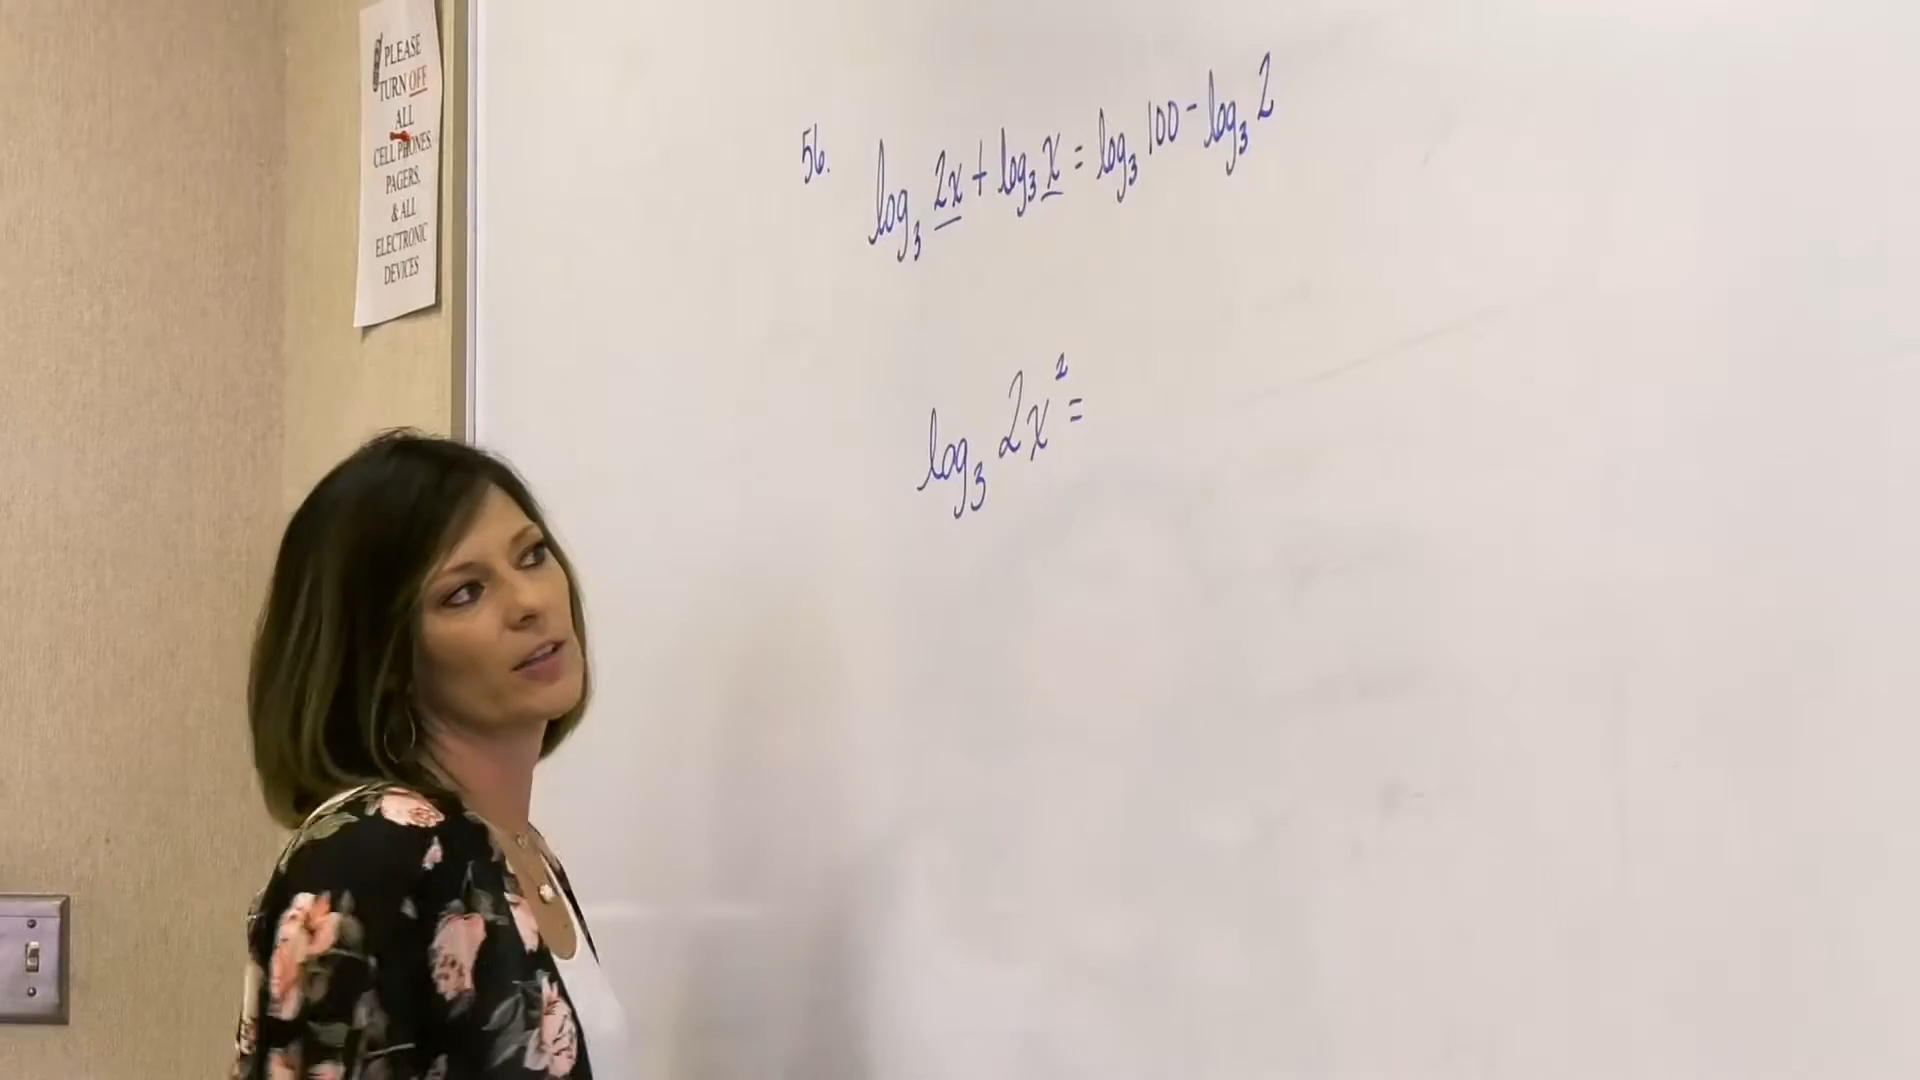 PLEASE
TURN OFF
ALL
CELL PHONES,
PAGERS,
& ALL
ELECTRONIC
DEVICES
56. log₃ 2x + log₃ x = log₃ 100 - log₃ 2
log₃ 2x² =